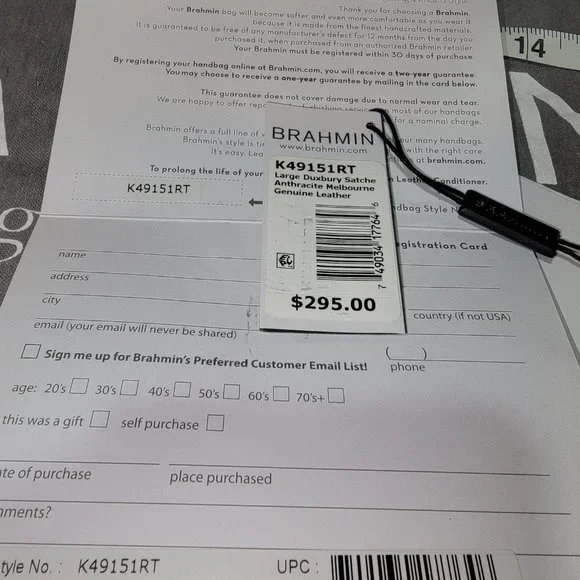 Thank you for choosing a Brahmin
Your Brahmin bag will become softer and even more comfortable as you wear it
because it is made from the finest handcrafted materials.
It is guaranteed to be free of any manufacturer's defect for 12 months from the day you
purchased it, when purchased from an authorized Brahmin retailer.
Your Brahmin must be registered within 30 days of purchase.
By registering your handbag online at Brahmin.com, you will receive a two-year guarantee.
You may choose to receive a one-year guarantee by mailing in the card below.
This guarantee does not cover damage due to normal wear and tear.
We are happy to offer most of our handbags
for a nominal charge.
Brahmin offers a full line of your many handbags.
Brahmin's style is with the right care.
It's easy. at brahmin.com.
To prolong the life of your Leather Conditioner.
K49151RT
Style N
BRAHMIN
www.brahmin.com
K49151RT
Large Duxbury Satche
Anthracite Melbourne
Genuine Leather
7 49034 17764 6
$295.00
14
Registration Card
name
address
city
country (if not USA)
email (your email will never be shared)
( )
phone
Sign me up for Brahmin's Preferred Customer Email List!
age: 20's 30's 40's 50's 60's 70's+
this was a gift self purchase
ate of purchase place purchased
mments?
tyle No.: K49151RT UPC: